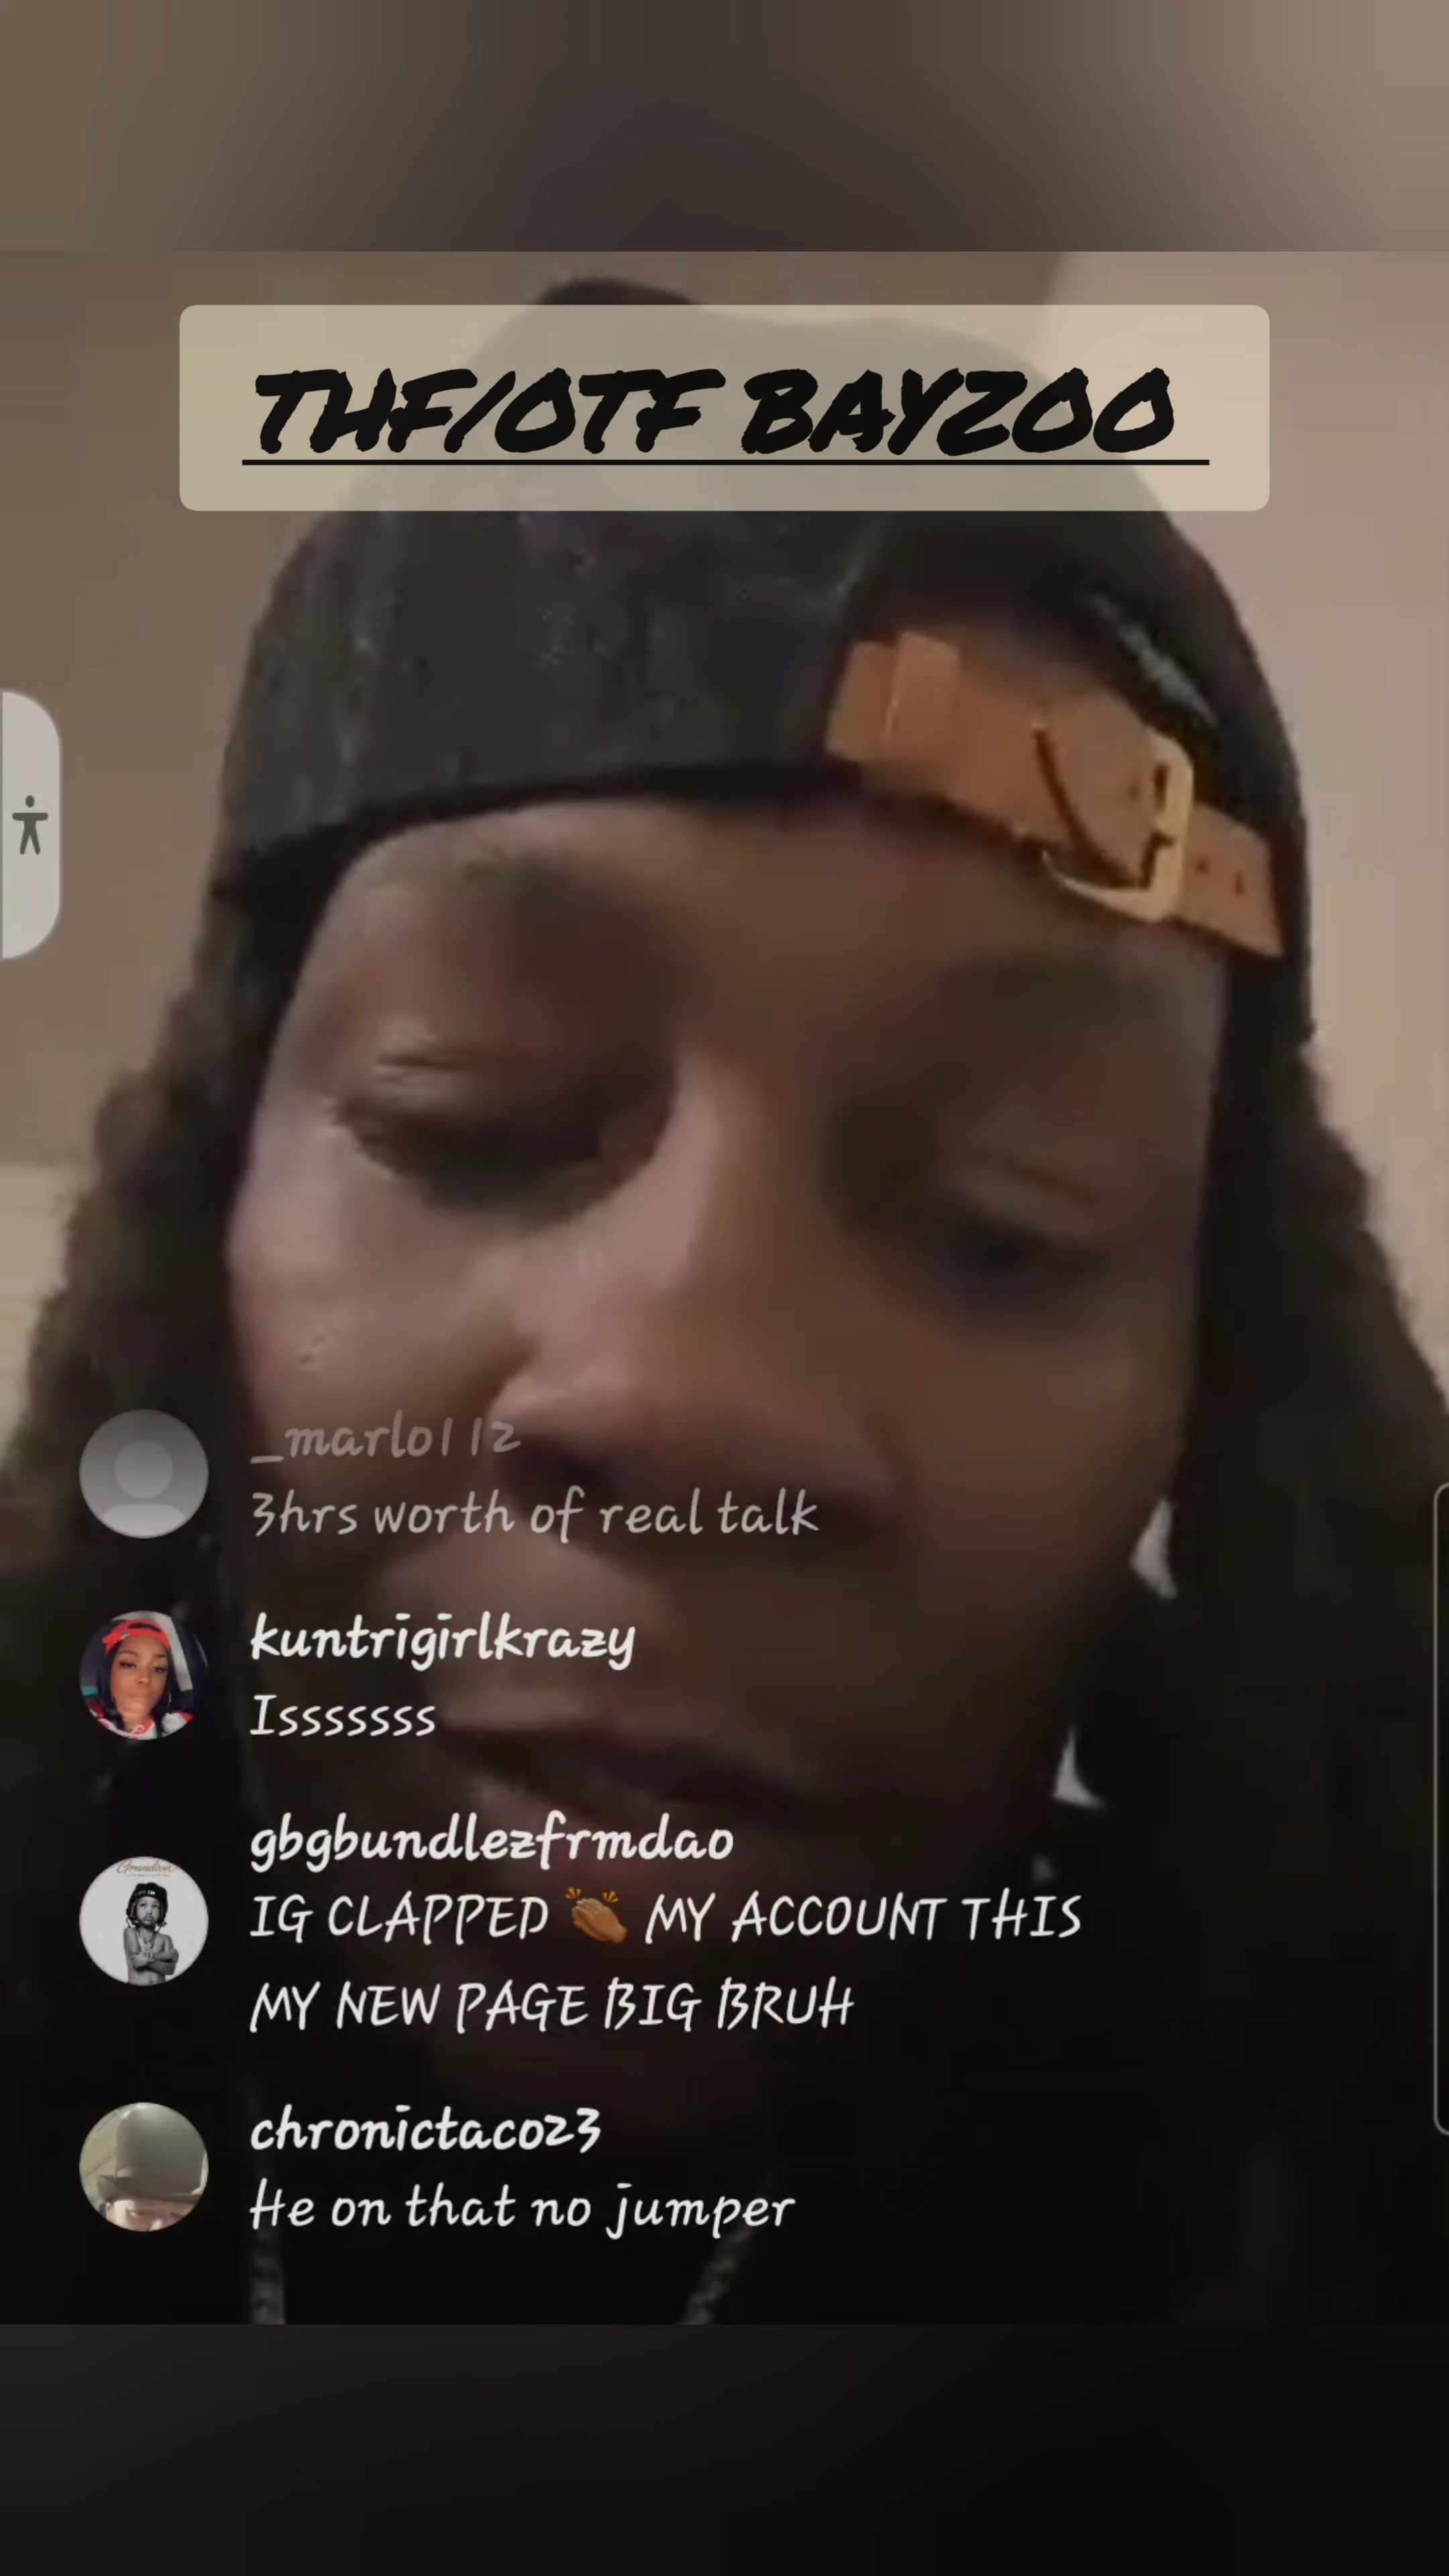 THF/OTF BAYZOO
_marlo112
3hrs worth of real talk
kuntrigirlkrazy
Isssssss
gbgbundlezfrmdao
IG CLAPPED 👏🏽 MY ACCOUNT THIS
MY NEW PAGE BIG BRUH
chronictaco23
He on that no jumper